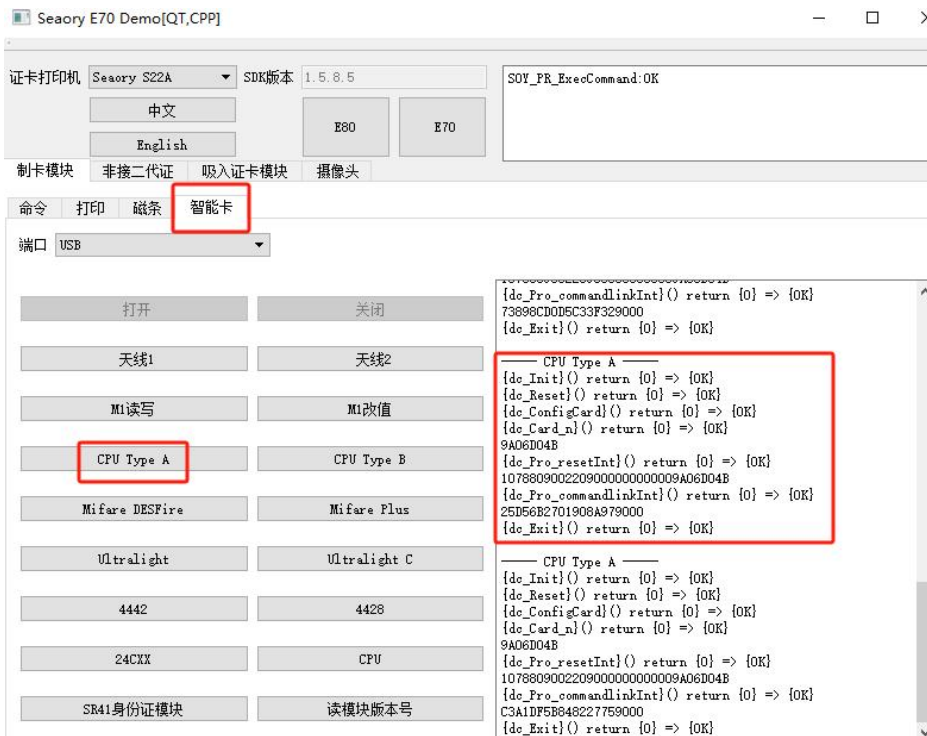 Seaory E70 Demo[QT,CPP]
证卡打印机 Seaory S22A SDK版本 1.5.8.5
SOY_PR_ExecCommand:OK
中文
English
E80
E70
制卡模块 非接二代证 吸入证卡模块 摄像头
命令 打印 磁条 智能卡
端口 USB
打开 关闭
天线1 天线2
M1读写 M1改值
CPU Type A CPU Type B
Mifare DESFire Mifare Plus
Ultralight Ultralight C
4442 4428
24CXX CPU
SR41身份证模块 读模块版本号
{dc_Pro_commandlinkInt}() return {0} => {OK}
73898CD0D5C33F329000
{dc_Exit}() return {0} => {OK}
—— CPU Type A ——
{dc_Init}() return {0} => {OK}
{dc_Reset}() return {0} => {OK}
{dc_ConfigCard}() return {0} => {OK}
{dc_Card_n}() return {0} => {OK}
9A06D04B
{dc_Pro_resetInt}() return {0} => {OK}
1078809002209000000000009A06D04B
{dc_Pro_commandlinkInt}() return {0} => {OK}
25D56B2701908A979000
{dc_Exit}() return {0} => {OK}
—— CPU Type A ——
{dc_Init}() return {0} => {OK}
{dc_Reset}() return {0} => {OK}
{dc_ConfigCard}() return {0} => {OK}
{dc_Card_n}() return {0} => {OK}
9A06D04B
{dc_Pro_resetInt}() return {0} => {OK}
1078809002209000000000009A06D04B
{dc_Pro_commandlinkInt}() return {0} => {OK}
C3A1DF5B848227759000
{dc_Exit}() return {0} => {OK}